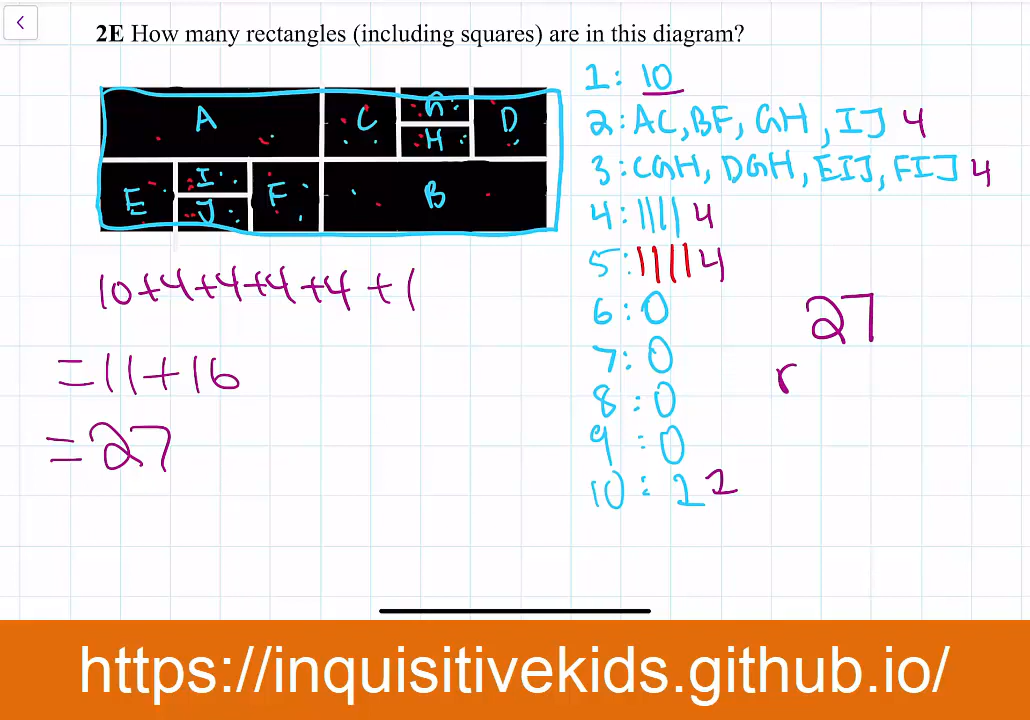 2E How many rectangles (including squares) are in this diagram?
1: 10
2: AC, BF, GH, IJ 4
3: CGH, DGH, EIJ, FIJ 4
4: |||| 4
5: |||| 4
6: 0
7: 0
8: 0
9: 0
10: 1 1
A C G H D
E I J F B
10+4+4+4+4+1
=11+16
=27
27
r
https://inquisitivekids.github.io/